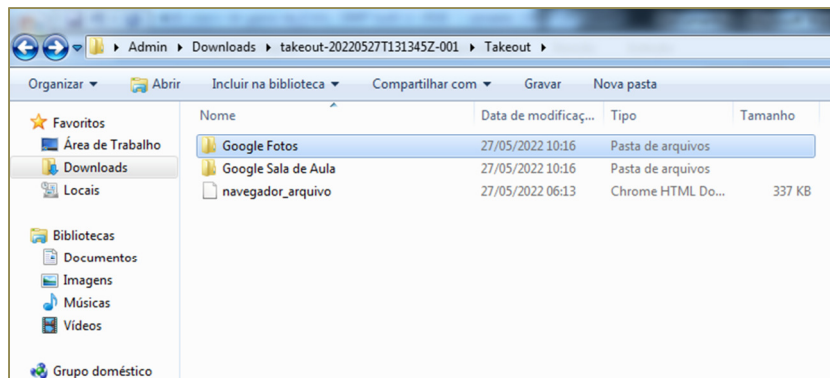 Admin Downloads takeout-20220527T131345Z-001 Takeout
Organizar Abrir Incluir na biblioteca Compartilhar com Gravar Nova pasta
Favoritos
Área de Trabalho
Downloads
Locais
Bibliotecas
Documentos
Imagens
Músicas
Vídeos
Grupo doméstico
Nome Data de modificaç... Tipo Tamanho
Google Fotos 27/05/2022 10:16 Pasta de arquivos
Google Sala de Aula 27/05/2022 10:16 Pasta de arquivos
navegador_arquivo 27/05/2022 06:13 Chrome HTML Do... 337 KB